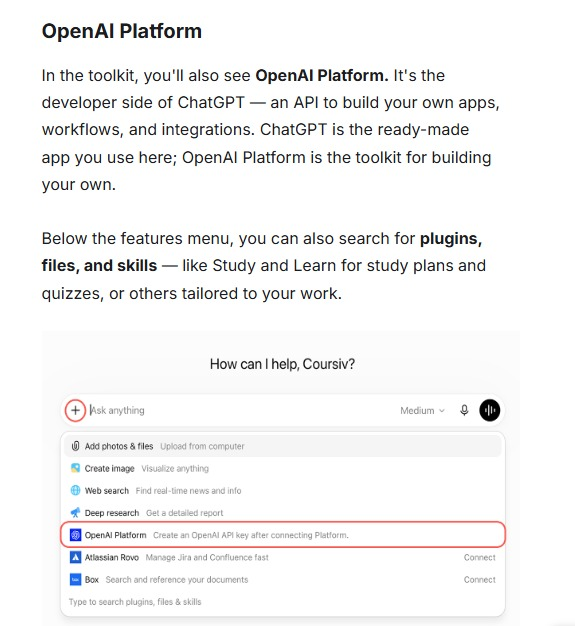 OpenAI Platform
In the toolkit, you'll also see OpenAI Platform. It's the
developer side of ChatGPT — an API to build your own apps,
workflows, and integrations. ChatGPT is the ready-made
app you use here; OpenAI Platform is the toolkit for building
your own.
Below the features menu, you can also search for plugins,
files, and skills — like Study and Learn for study plans and
quizzes, or others tailored to your work.
How can I help, Coursiv?
Ask anything Medium
Add photos & files Upload from computer
Create image Visualize anything
Web search Find real-time news and info
Deep research Get a detailed report
OpenAI Platform Create an OpenAI API key after connecting Platform.
Atlassian Rovo Manage Jira and Confluence fast Connect
Box Search and reference your documents Connect
Type to search plugins, files & skills